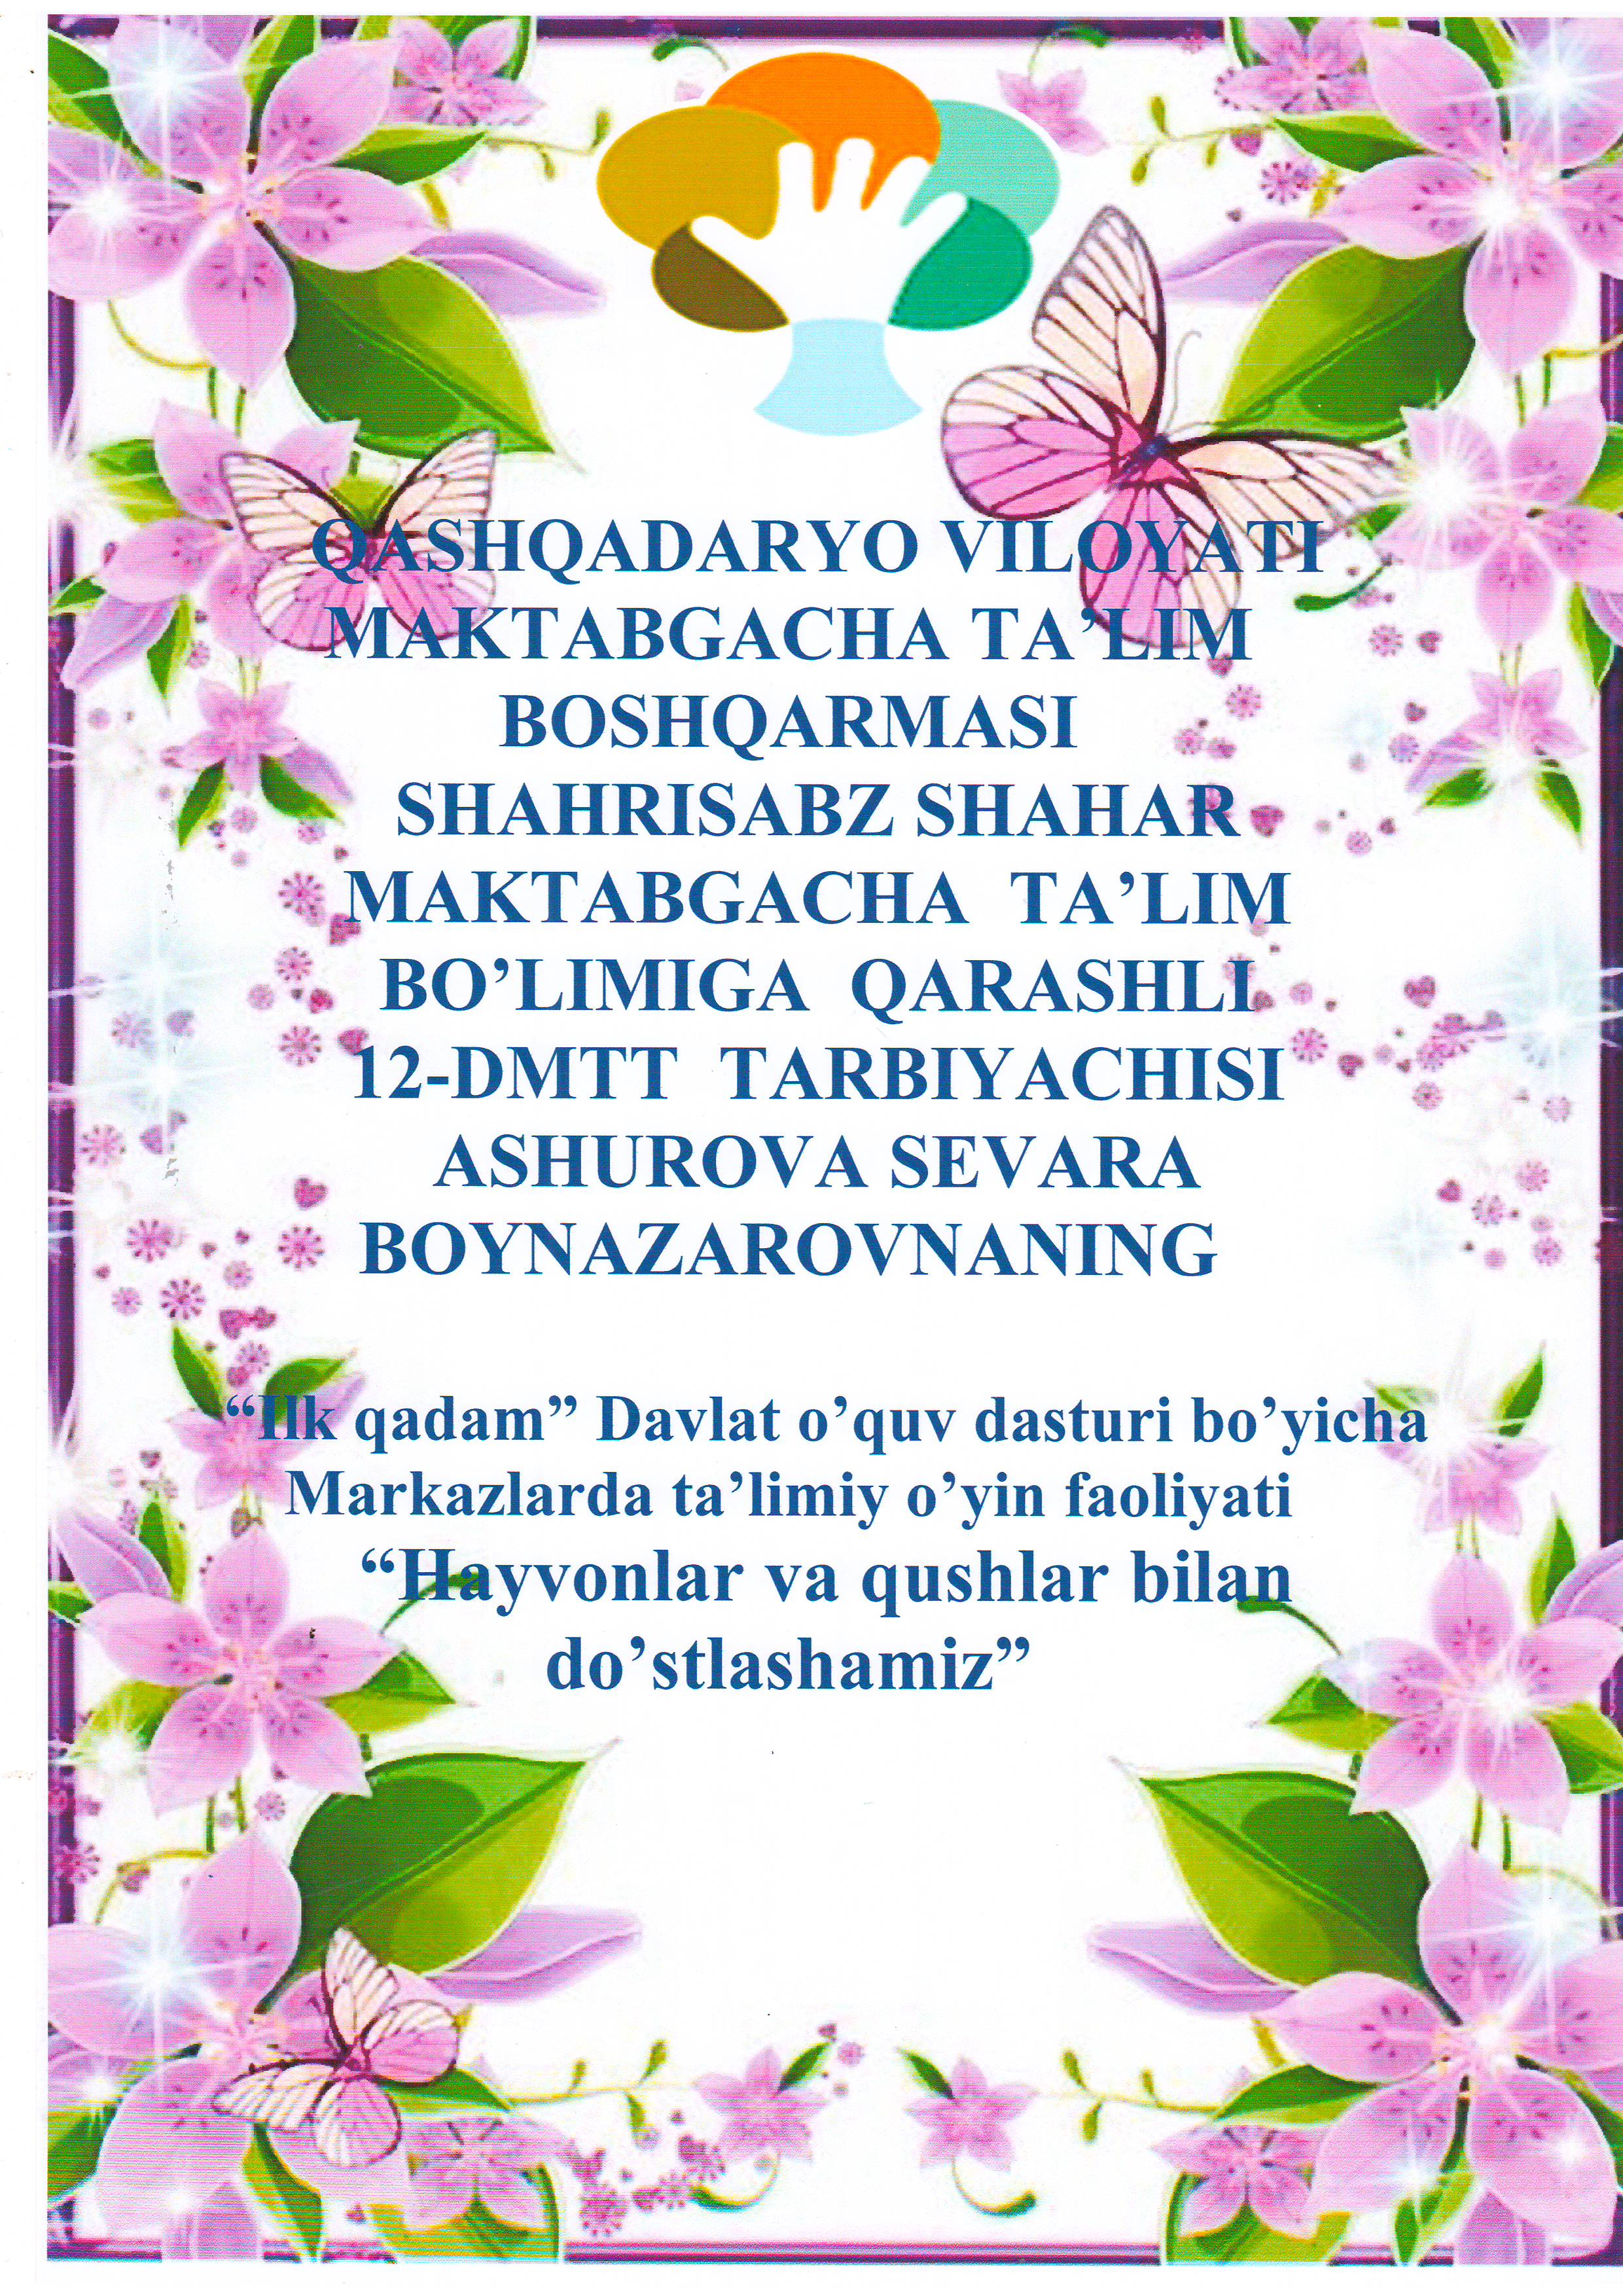 QASHQADARYO VILOYATI
MAKTABGACHA TA’LIM
BOSHQARMASI
SHAHRISABZ SHAHAR
MAKTABGACHA TA’LIM
BO’LIMIGA QARASHLI
12-DMTT TARBIYACHISI
ASHUROVA SEVARA
BOYNAZAROVNANING
“Ilk qadam” Davlat o’quv dasturi bo’yicha
Markazlarda ta’limiy o’yin faoliyati
“Hayvonlar va qushlar bilan
do’stlashamiz”